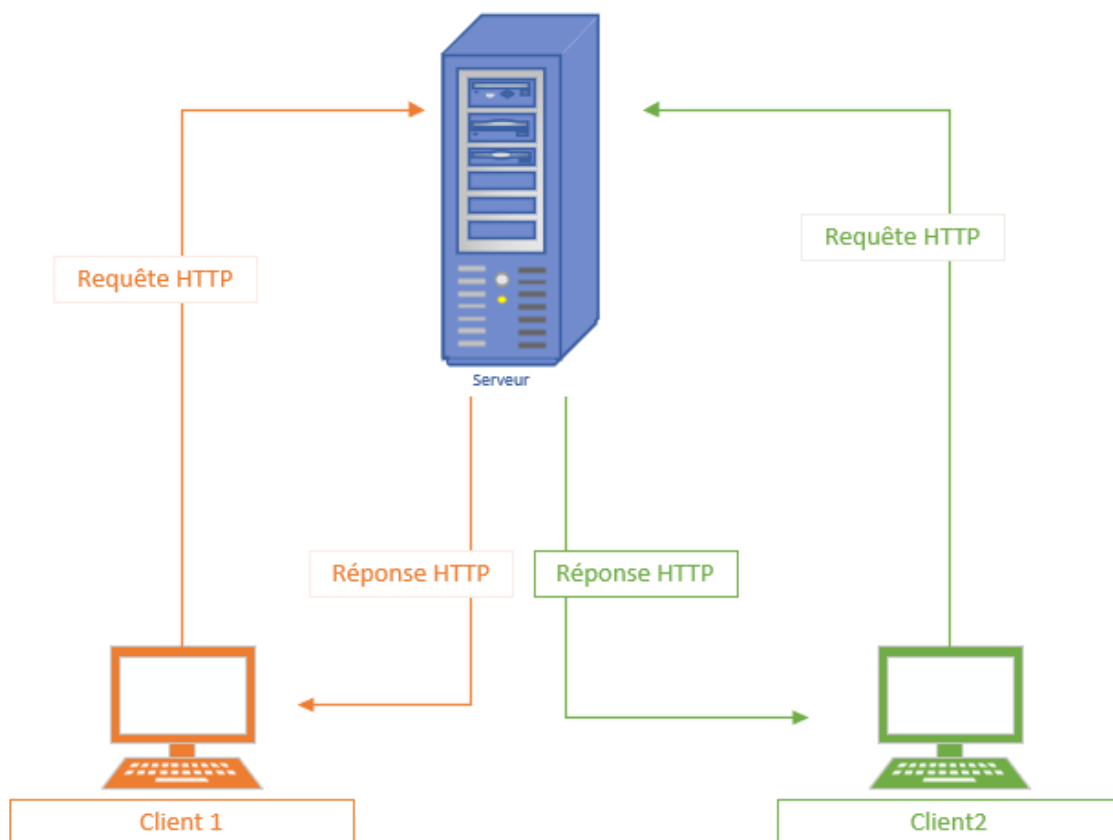 Requête HTTP
Requête HTTP
Serveur
Réponse HTTP
Réponse HTTP
Client 1
Client2